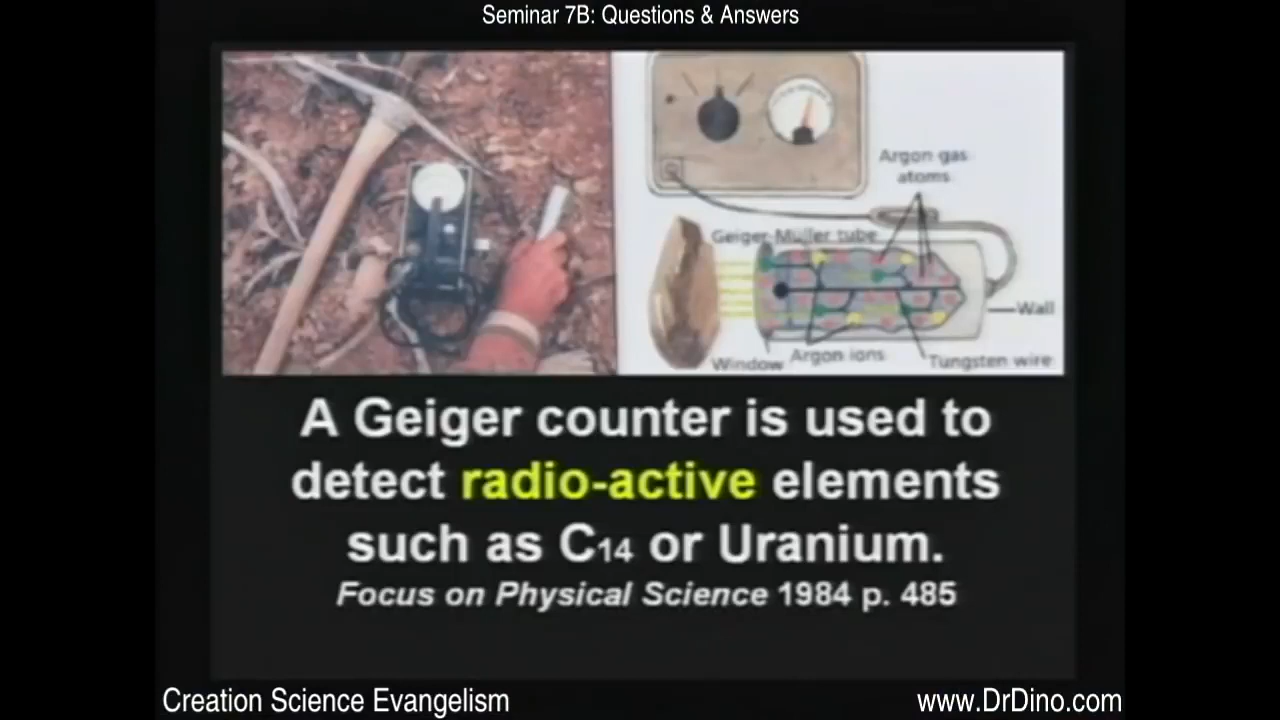 Seminar 7B: Questions & Answers
Argon gas
atoms
Geiger-Müller tube
Wall
Window
Argon ions
Tungsten wire
A Geiger counter is used to
detect radio-active elements
such as C14 or Uranium.
Focus on Physical Science 1984 p. 485
Creation Science Evangelism
www.DrDino.com